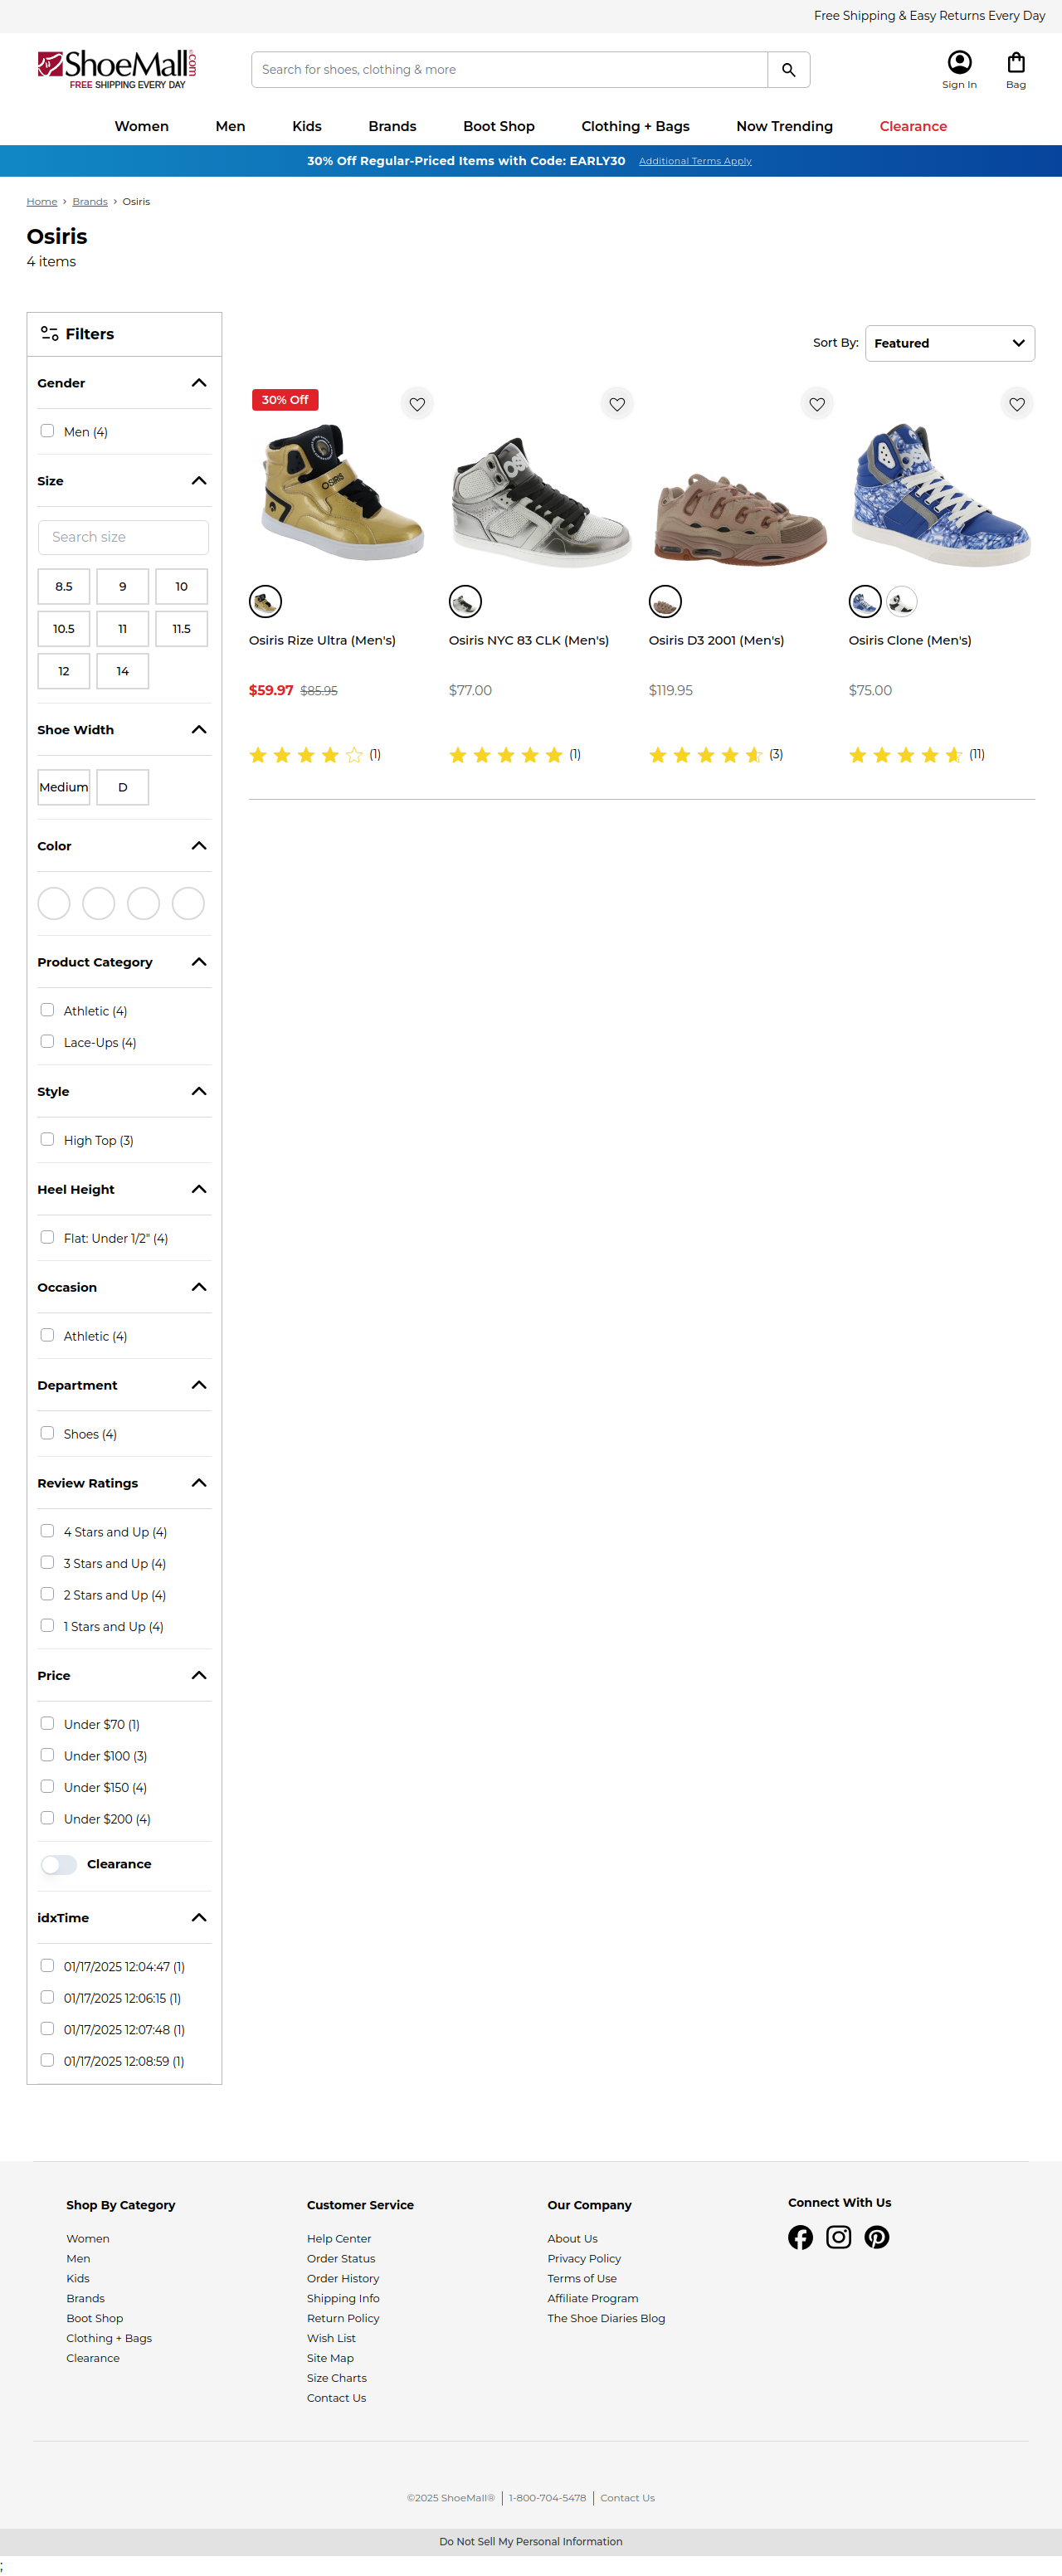 Free Shipping & Easy Returns Every Day
ShoeMall.com
FREE SHIPPING EVERY DAY
Search for shoes, clothing & more
Sign In
Bag
Women Men Kids Brands Boot Shop Clothing + Bags Now Trending Clearance
30% Off Regular-Priced Items with Code: EARLY30 Additional Terms Apply
Home > Brands > Osiris
Osiris
4 items
Filters
Sort By: Featured
Gender
Men (4)
Size
Search size
8.5 9 10
10.5 11 11.5
12 14
Shoe Width
Medium D
Color
Product Category
Athletic (4)
Lace-Ups (4)
Style
High Top (3)
Heel Height
Flat: Under 1/2" (4)
Occasion
Athletic (4)
Department
Shoes (4)
Review Ratings
4 Stars and Up (4)
3 Stars and Up (4)
2 Stars and Up (4)
1 Stars and Up (4)
Price
Under $70 (1)
Under $100 (3)
Under $150 (4)
Under $200 (4)
Clearance
idxTime
01/17/2025 12:04:47 (1)
01/17/2025 12:06:15 (1)
01/17/2025 12:07:48 (1)
01/17/2025 12:08:59 (1)
30% Off
OSIRIS
Osiris Rize Ultra (Men's)
$59.97 $85.95
(1)
Osiris NYC 83 CLK (Men's)
$77.00
(1)
Osiris D3 2001 (Men's)
$119.95
(3)
Osiris Clone (Men's)
$75.00
(11)
Shop By Category
Women
Men
Kids
Brands
Boot Shop
Clothing + Bags
Clearance
Customer Service
Help Center
Order Status
Order History
Shipping Info
Return Policy
Wish List
Site Map
Size Charts
Contact Us
Our Company
About Us
Privacy Policy
Terms of Use
Affiliate Program
The Shoe Diaries Blog
Connect With Us
©2025 ShoeMall® | 1-800-704-5478 | Contact Us
Do Not Sell My Personal Information
;